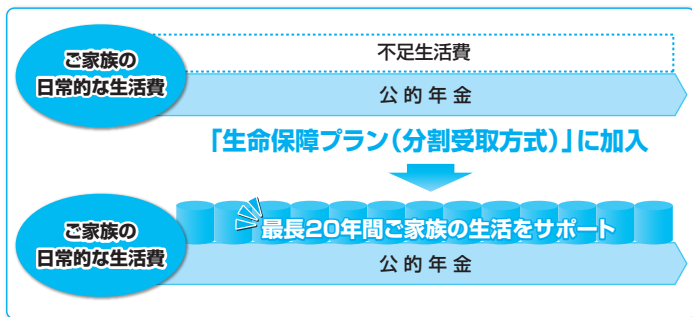 ご家族の
日常的な生活費
不足生活費
公的年金
「生命保障プラン(分割受取方式)」に加入
ご家族の
日常的な生活費
最長20年間ご家族の生活をサポート
公的年金